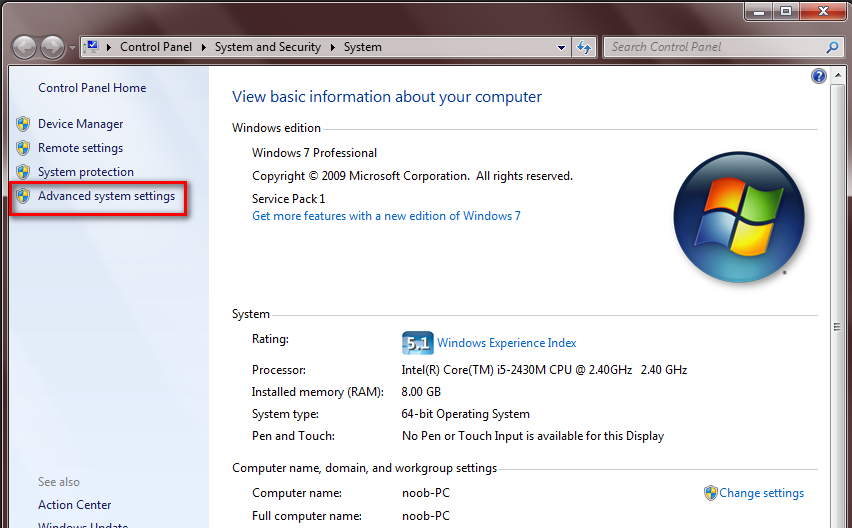 Control Panel System and Security System
Search Control Panel
Control Panel Home
Device Manager
Remote settings
System protection
Advanced system settings
See also
Action Center
Windows Update
View basic information about your computer
Windows edition
Windows 7 Professional
Copyright © 2009 Microsoft Corporation. All rights reserved.
Service Pack 1
Get more features with a new edition of Windows 7
System
Rating: 5.1 Windows Experience Index
Processor: Intel(R) Core(TM) i5-2430M CPU @ 2.40GHz 2.40 GHz
Installed memory (RAM): 8.00 GB
System type: 64-bit Operating System
Pen and Touch: No Pen or Touch Input is available for this Display
Computer name, domain, and workgroup settings
Computer name: noob-PC Change settings
Full computer name: noob-PC